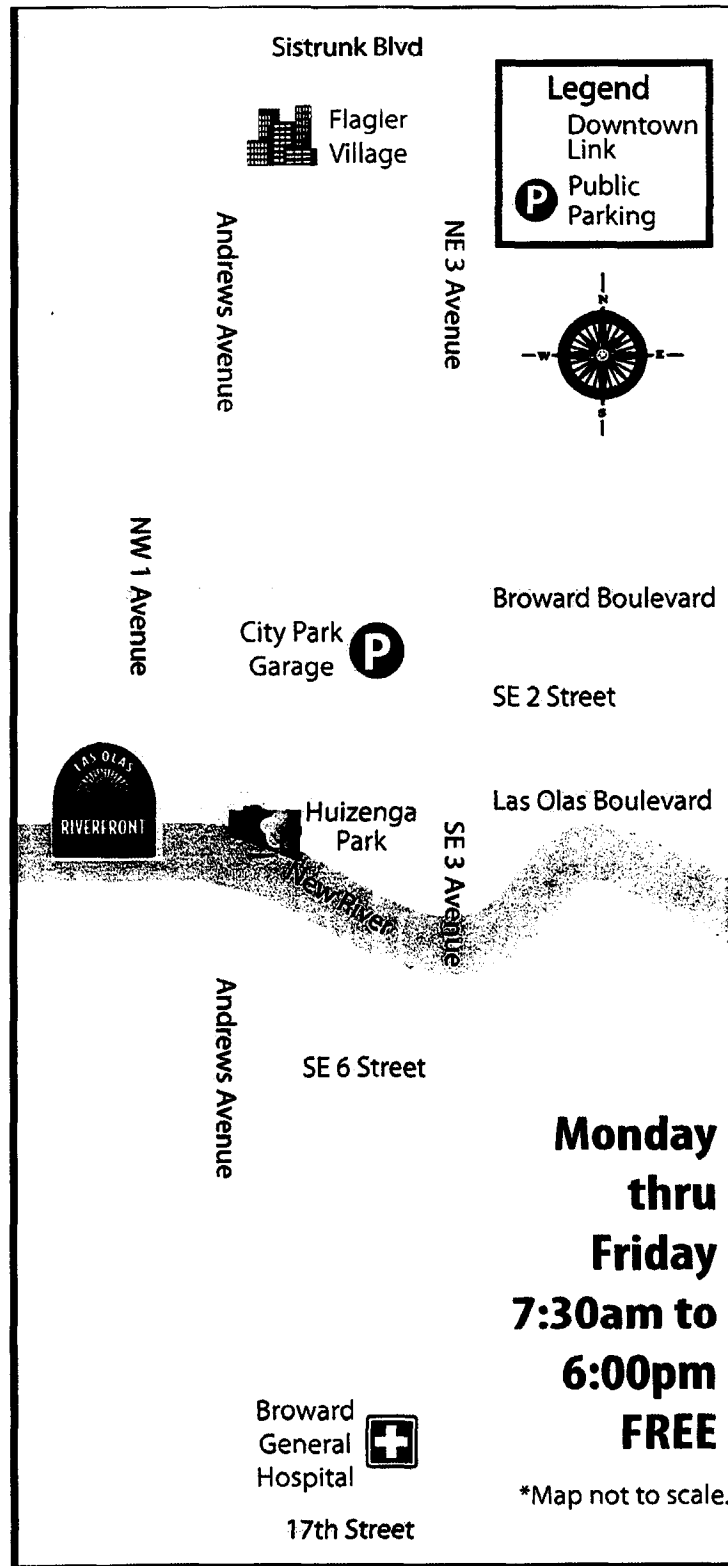 Sistrunk Blvd
Legend
Downtown
Link
P
Public
Parking
Flagler
Village
Andrews Avenue
NE 3 Avenue
N
W
E
S
NW 1 Avenue
Broward Boulevard
City Park
Garage
P
SE 2 Street
LAS OLAS
RIVERFRONT
Huizenga
Park
Las Olas Boulevard
SE 3 Avenue
New River
Andrews Avenue
SE 6 Street
Monday
thru
Friday
7:30am to
6:00pm
FREE
Broward
General
Hospital
*Map not to scale.
17th Street